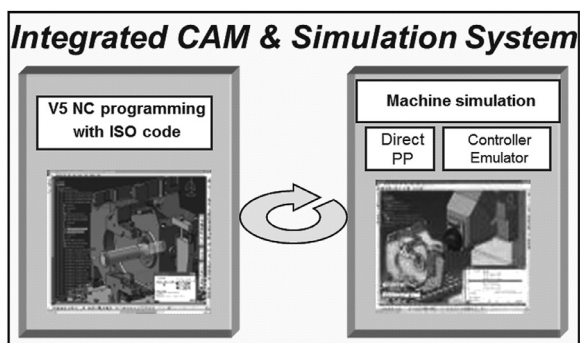 Integrated CAM & Simulation System
V5 NC programming
with ISO code
Machine simulation
Direct
PP
Controller
Emulator